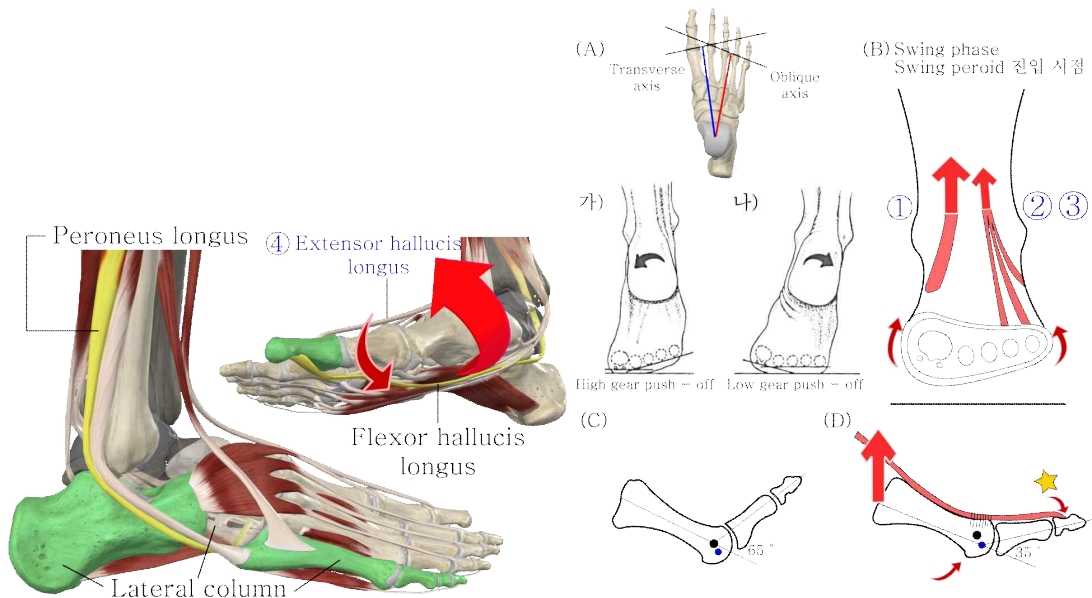 Peroneus longus
④ Extensor hallucis
longus
Flexor hallucis
longus
Lateral column
(A)
Transverse
axis
Oblique
axis
(B) Swing phase
Swing peroid 진입 시점
가)
나)
①
② ③
High gear push - off
Low gear push - off
(C)
65°
(D)
35°